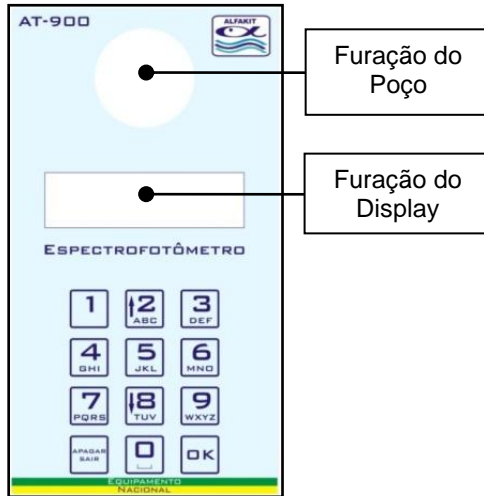 AT-900
ALFAKIT
Furação do
Poço
Furação do
Display
ESPECTROFOTÔMETRO
1 2 3
ABC DEF
4 5 6
GHI JKL MNO
7 8 9
PQRS TUV WXYZ
APAGAR
SAIR
0 OK
EQUIPAMENTO
NACIONAL